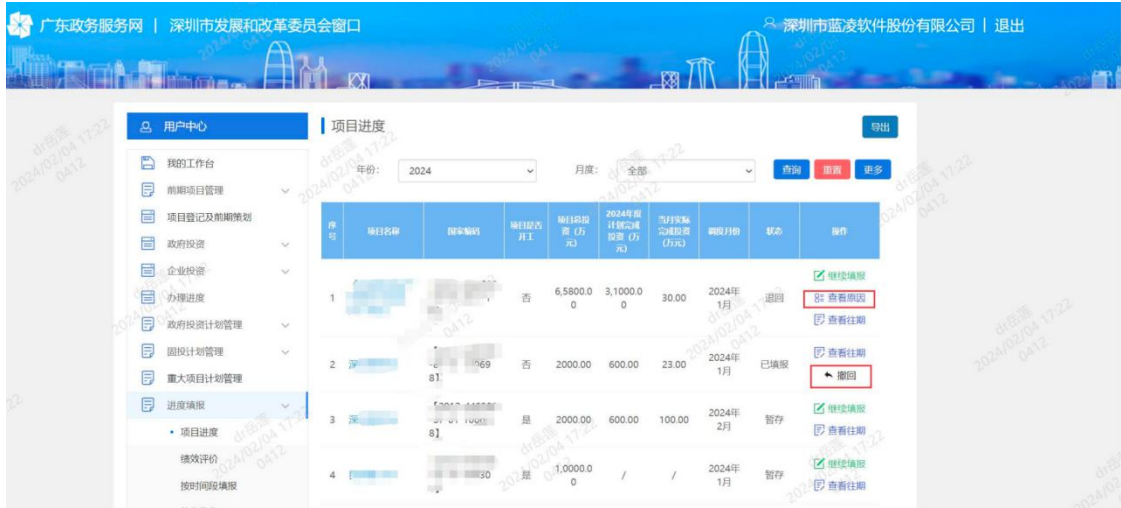 广东政务服务网 | 深圳市发展和改革委员会窗口
深圳市蓝凌软件股份有限公司 | 退出
用户中心
我的工作台
前期项目管理
项目登记及前期策划
政府投资
企业投资
办理进度
政府投资计划管理
固投计划管理
重大项目计划管理
进度填报
项目进度
绩效评价
按时间段填报
项目进度
导出
年份: 2024 月度: 全部 查询 重置 更多
序号 项目名称 国家编码 项目是否开工 项目总投资 (万元) 2024年度计划完成投资 (万元) 当月实际完成投资 (万元) 填报月份 状态 操作
1 否 6,5800.00 3,1000.00 30.00 2024年1月 退回
继续填报
查看原因
查看往期
2 深 069 8】 否 2000.00 600.00 23.00 2024年1月 已填报
查看往期
撤回
3 深 8】 是 2000.00 600.00 100.00 2024年2月 暂存
继续填报
查看往期
4 30 是 1,0000.00 / / 2024年1月 暂存
继续填报
查看往期
2024/02/04 17:22
0412